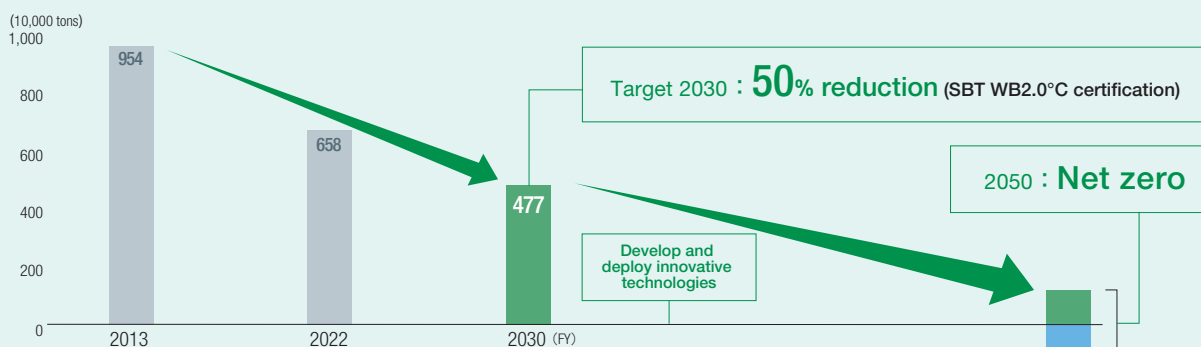 (10,000 tons)
1,000
800
600
400
200
0
954
658
477
Target 2030 : 50% reduction (SBT WB2.0°C certification)
2050 : Net zero
Develop and
deploy innovative
technologies
2013
2022
2030 (FY)